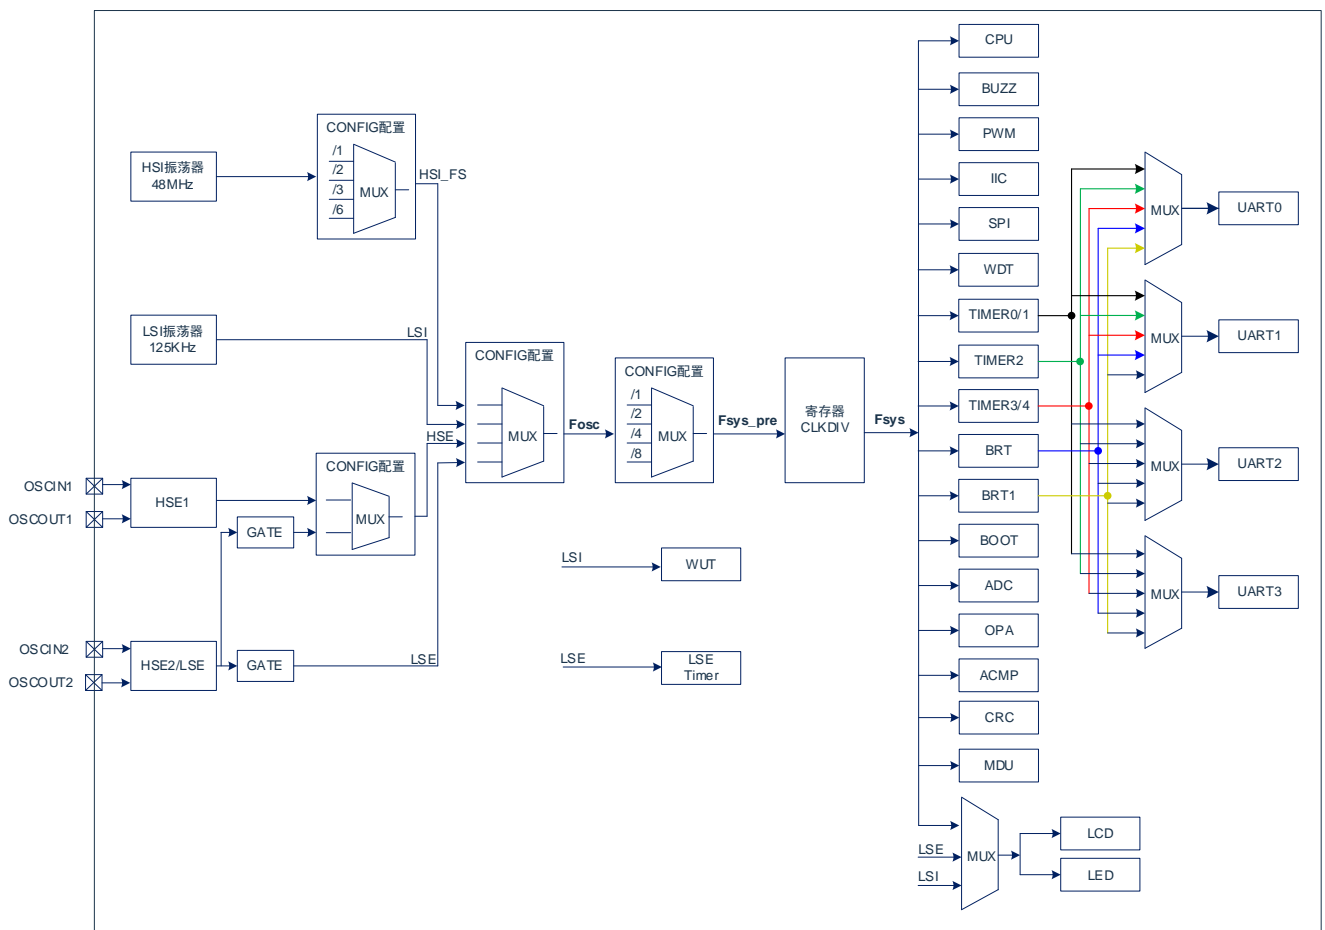 CONFIG配置
/1
/2
/3
/6
MUX
HSI振荡器
48MHz
HSI_FS
LSI振荡器
125KHz
LSI
OSCIN1
OSCOUT1
HSE1
GATE
CONFIG配置
MUX
HSE
OSCIN2
OSCOUT2
HSE2/LSE
GATE
LSE
CONFIG配置
MUX
Fosc
CONFIG配置
/1
/2
/4
/8
MUX
Fsys_pre
寄存器
CLKDIV
Fsys
LSI
WUT
LSE
LSE
Timer
CPU
BUZZ
PWM
IIC
SPI
WDT
TIMER0/1
TIMER2
TIMER3/4
BRT
BRT1
BOOT
ADC
OPA
ACMP
CRC
MDU
LSE
LSI
MUX
LCD
LED
MUX
UART0
MUX
UART1
MUX
UART2
MUX
UART3